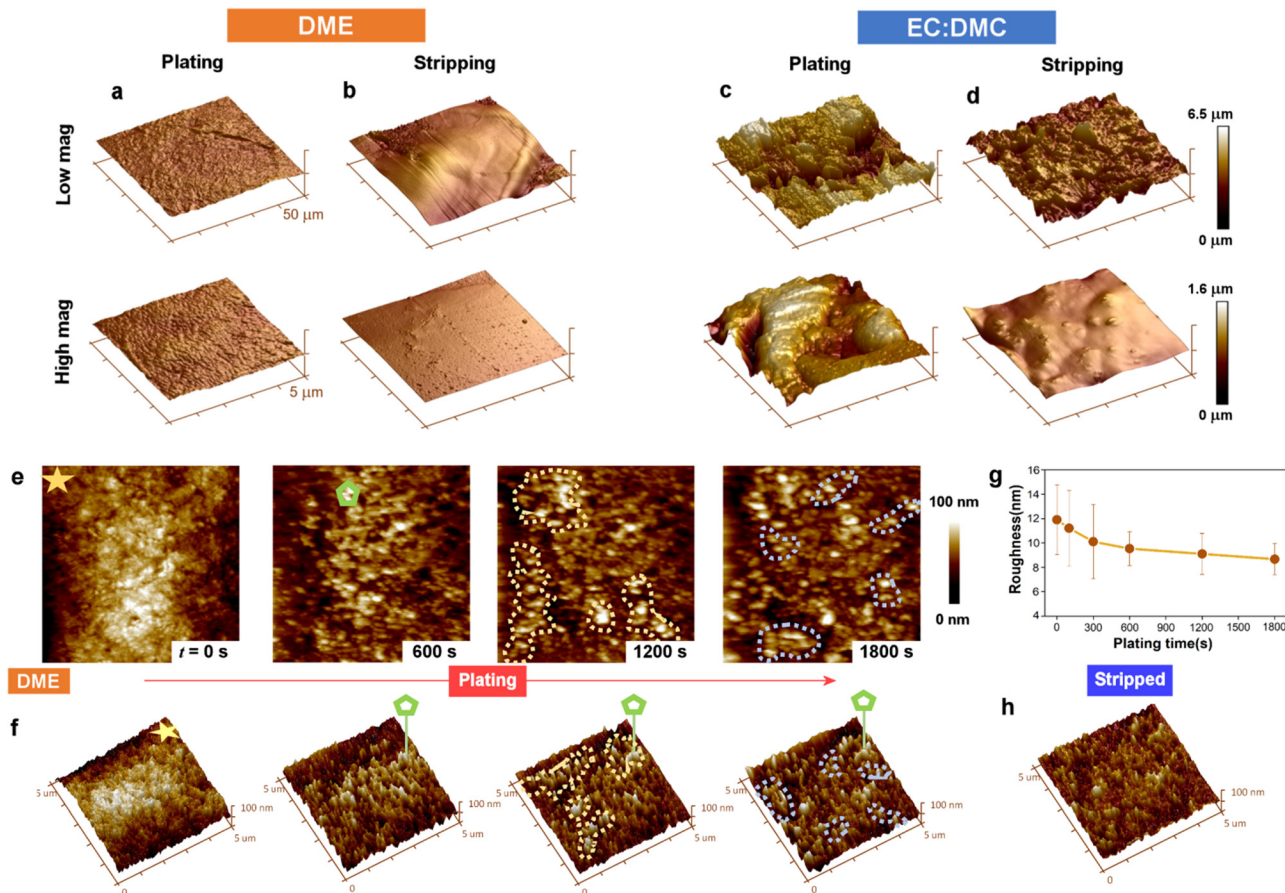 DME
EC:DMC
Plating
Stripping
Plating
Stripping
a
b
c
d
Low mag
50 μm
6.5 μm
0 μm
High mag
5 μm
1.6 μm
0 μm
e
t = 0 s
600 s
1200 s
1800 s
100 nm
0 nm
g
Roughness(nm)
16
14
12
10
8
6
4
0 300 600 900 1200 1500 1800
Plating time(s)
DME
Plating
Stripped
f
h
5 um
100 nm
5 um
0
5 um
100 nm
5 um
0
5 um
100 nm
5 um
0
5 um
100 nm
5 um
0
5 um
100 nm
5 um
0